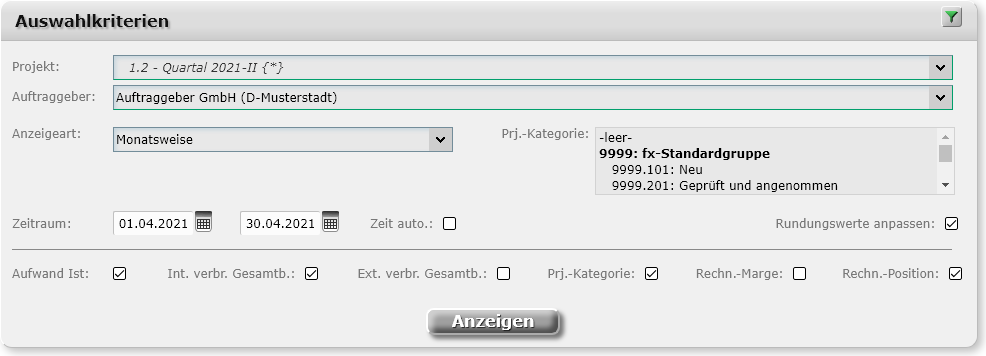 Auswahlkriterien
Projekt: 1.2 - Quartal 2021-II {*}
Auftraggeber: Auftraggeber GmbH (D-Musterstadt)
Anzeigeart: Monatsweise Prj.-Kategorie: -leer-
9999: fx-Standardgruppe
9999.101: Neu
9999.201: Geprüft und angenommen
Zeitraum: 01.04.2021 30.04.2021 Zeit auto.: Rundungswerte anpassen:
Aufwand Ist: Int. verbr. Gesamtb.: Ext. verbr. Gesamtb.: Prj.-Kategorie: Rechn.-Marge: Rechn.-Position:
Anzeigen